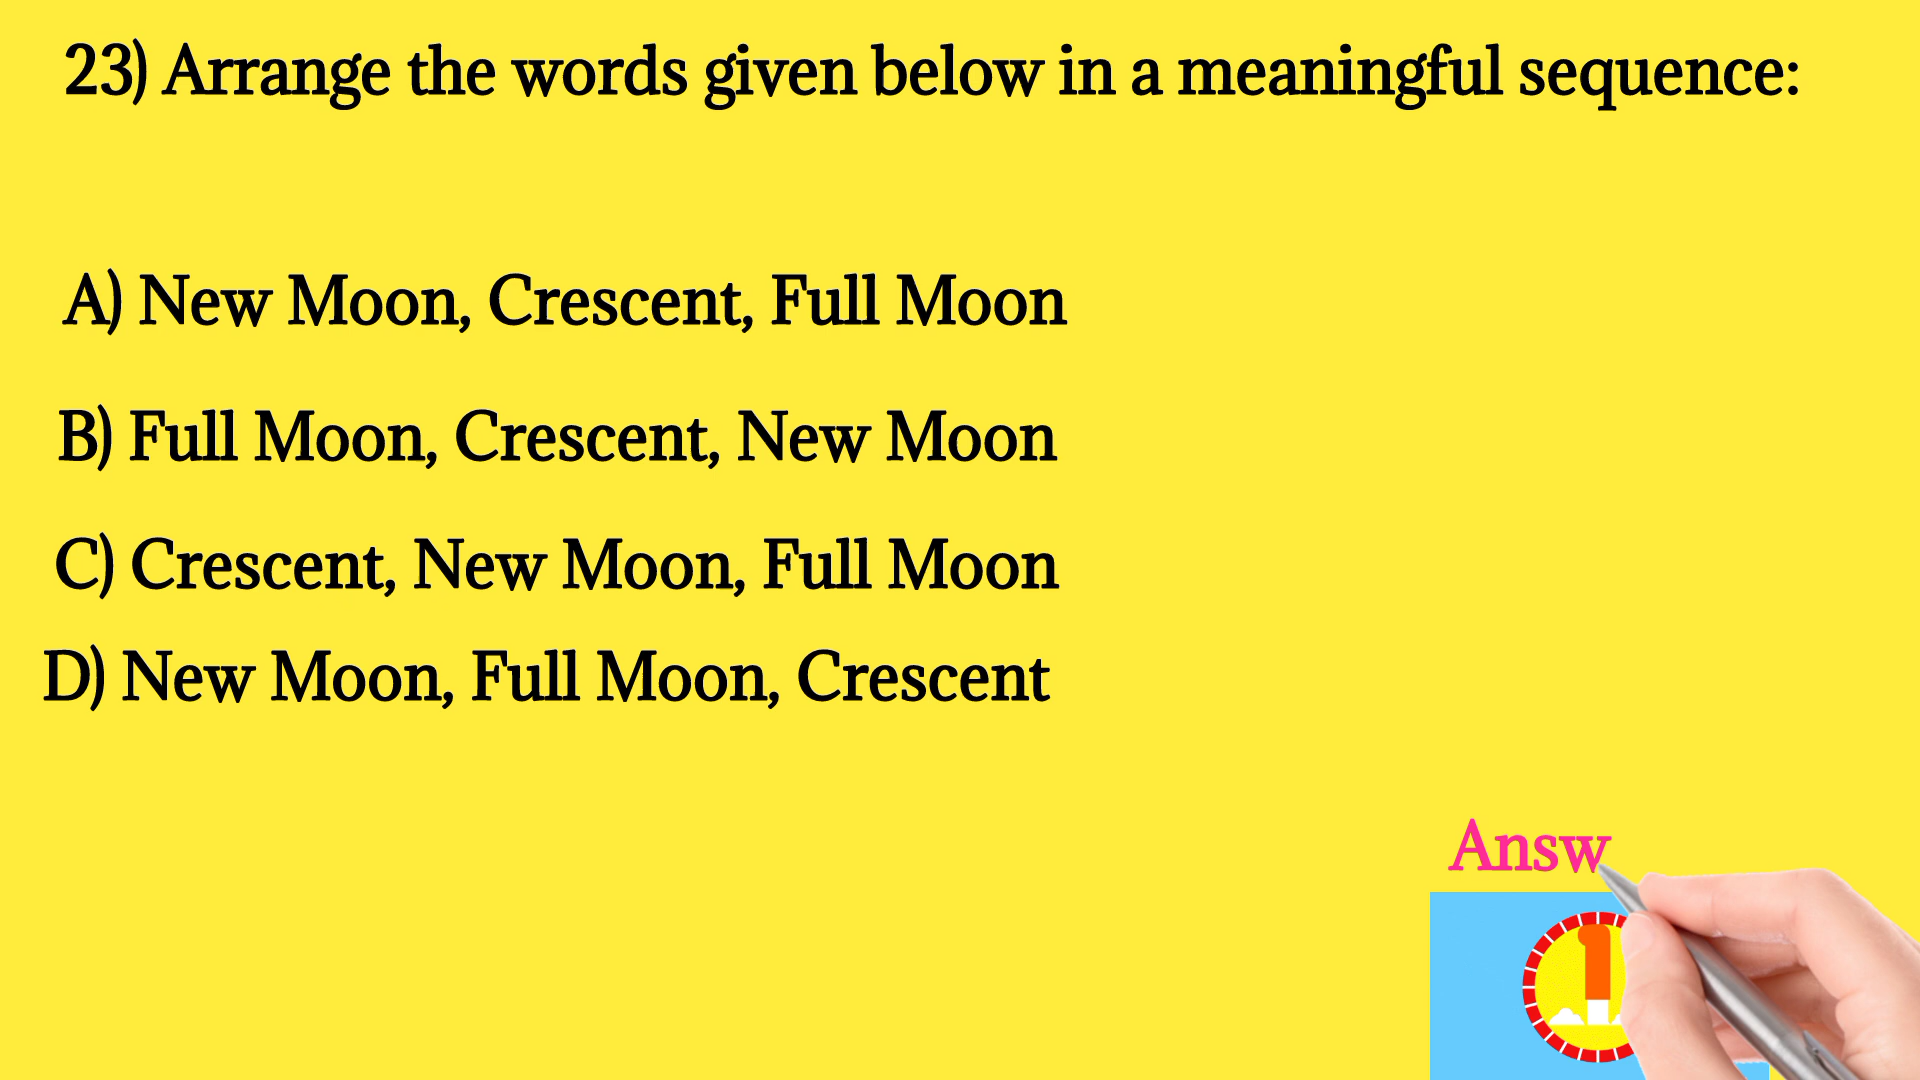 23) Arrange the words given below in a meaningful sequence:
A) New Moon, Crescent, Full Moon
B) Full Moon, Crescent, New Moon
C) Crescent, New Moon, Full Moon
D) New Moon, Full Moon, Crescent
Answ
1